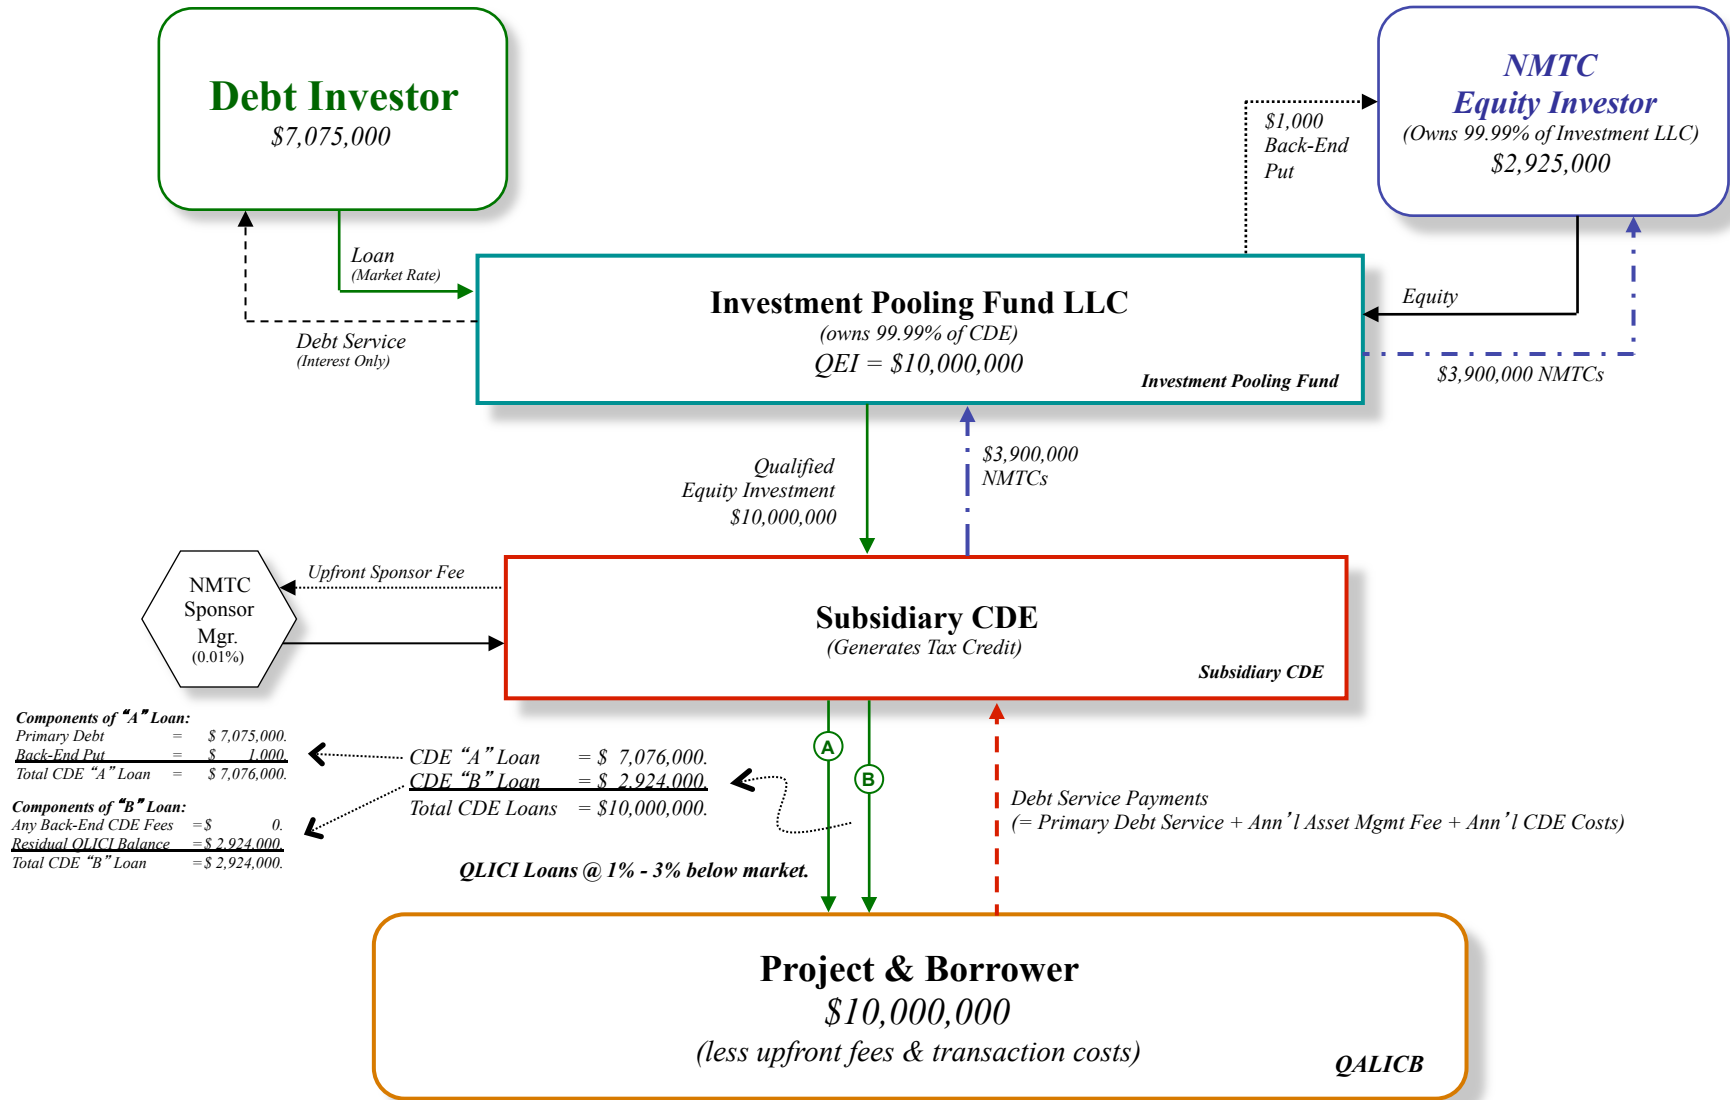 Debt Investor
$7,075,000
NMTC
Equity Investor
(Owns 99.99% of Investment LLC)
$2,925,000
$1,000
Back-End
Put
Loan
(Market Rate)
Debt Service
(Interest Only)
Investment Pooling Fund LLC
(owns 99.99% of CDE)
QEI = $10,000,000
Investment Pooling Fund
Equity
$3,900,000 NMTCs
Qualified
Equity Investment
$10,000,000
$3,900,000
NMTCs
NMTC
Sponsor
Mgr.
(0.01%)
Upfront Sponsor Fee
Subsidiary CDE
(Generates Tax Credit)
Subsidiary CDE
Components of “A” Loan:
Primary Debt = $ 7,075,000.
Back-End Put = $ 1,000.
Total CDE “A” Loan = $ 7,076,000.
Components of “B” Loan:
Any Back-End CDE Fees =$ 0.
Residual QLICI Balance =$ 2,924,000.
Total CDE “B” Loan =$ 2,924,000.
CDE “A” Loan = $ 7,076,000.
CDE “B” Loan = $ 2,924,000.
Total CDE Loans = $10,000,000.
A
B
QLICI Loans @ 1% - 3% below market.
Debt Service Payments
(= Primary Debt Service + Ann’l Asset Mgmt Fee + Ann’l CDE Costs)
Project & Borrower
$10,000,000
(less upfront fees & transaction costs)
QALICB